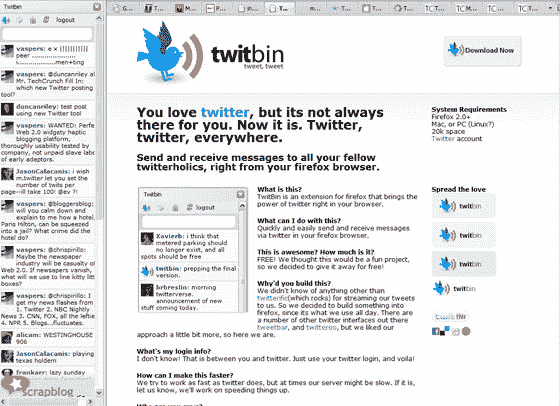 Twitbin
logout
vaspers: e x ||||||||||
men+ting
vaspers: @duncanriley al
Mr. TechCrunch Fill In:
which new Twitter posting
tool?
duncanriley: test post
using new Twitter tool
vaspers: WANTED: Perfe
Web 2.0 widgety haptic
blogging platform,
thoroughly usability tested by
company, not unpaid slave labo
of early adaptors.
JasonCalacanis: i wish
m.twitter let you set the
number of twits per
page--ill take 100! @ev ?!
vaspers: @bloggersblog:
will you calm down and
explain to me how a hotel,
Paris Hilton, can be squeezed
into a jail? What crime did the
hotel do?
vaspers: @chrispirillo:
Maybe the newspaper
industry will be casualty of
Web 2.0. If newsapers vanish,
what will we use to line kitty litt
boxes?
vaspers: @chrispirillo: I
get my news flashes from
1. Twitter 2. NBC Nightly
News 3. CNN, FOX, all the lefties
4. NPR 5. Blogs...fluctuates.
alicam: WESTINGHOUSE
906
JasonCalacanis: playing
texas holdem
frankarr: lazy sunday
scrapblog
twitbin
tweet, tweet
Download Now
You love twitter, but its not always
there for you. Now it is. Twitter,
twitter, everywhere.
Send and receive messages to all your fellow
twitterholics, right from your firefox browser.
System Requirements
Firefox 2.0+
Mac, or PC (Linux?)
20k space
Twitter account
Twitbin
logout
Xavierb: i think that
metered parking should
no longer exist, and all
spots should be free
twitbin: prepping the final
version.
brbreslin: morning
twitterverse.
announcement of new
stuff coming today.
What is this?
TwitBin is an extension for firefox that brings the
power of twitter right in your browser.
What can I do with this?
Quickly and easily send and receive messages
via twitter in your firefox browser.
This is awesome? How much is it?
FREE! We thought this would be a fun project,
so we decided to give it away for free!
Why'd you build this?
We didn't know of anything other than
twitterific(which rocks) for streaming our tweets
to us. So we decided to build something into
firefox, since its what we use all day. There are
a number of other twitter interfaces out there
tweetbar, and twitteroo, but we liked our
approach a little bit more, so here we are.
What's my login info?
I don't know! That is between you and twitter. Just use your twitter login, and voila!
How can I make this faster?
We try to work as fast as twitter does, but at times our server might be slow. If it is,
let us know, we'll work on speeding things up.
Spread the love
twitbin
twitbin
twitbin
twitbin